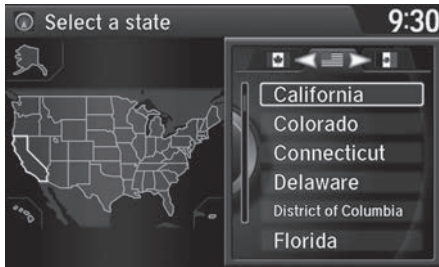 Select a state
9:30
California
Colorado
Connecticut
Delaware
District of Columbia
Florida